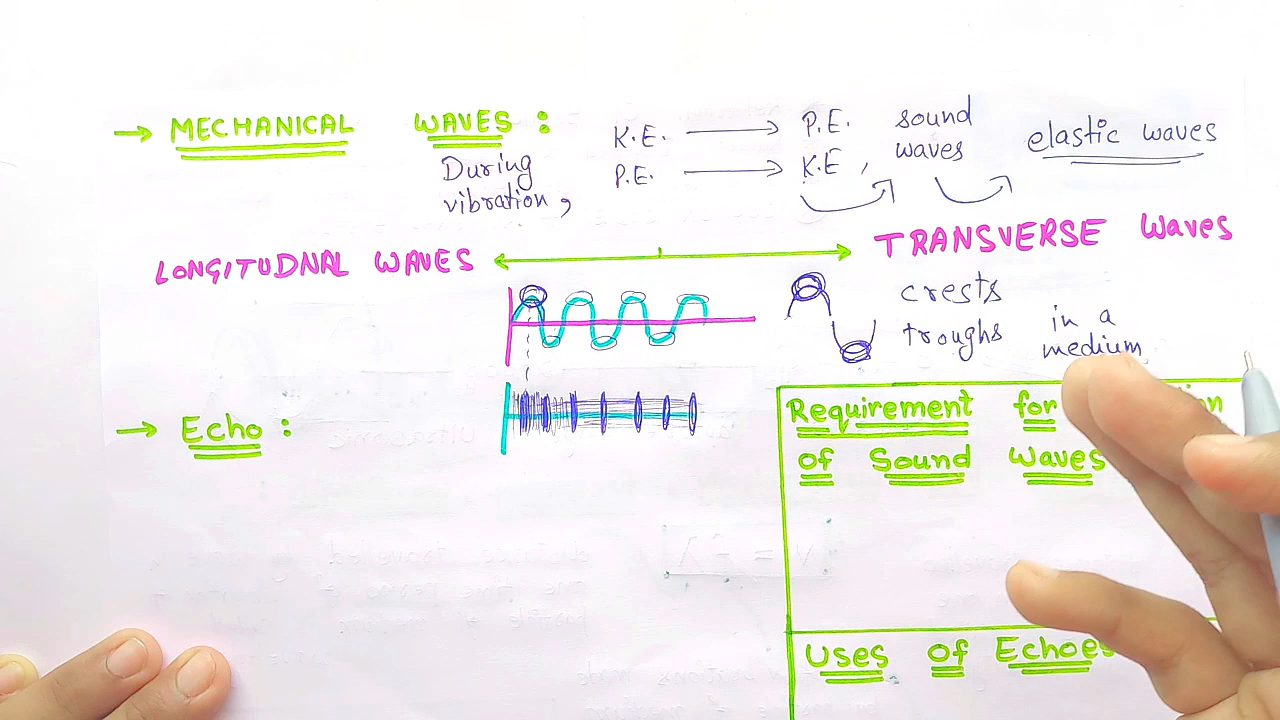 → MECHANICAL WAVES :
During vibration,
K.E. → P.E.
P.E. → K.E ,
sound waves
elastic waves
LONGITUDNAL WAVES
TRANSVERSE Waves
crests
troughs
in a medium
→ Echo :
Requirement for
of Sound Waves
Uses of Echoes